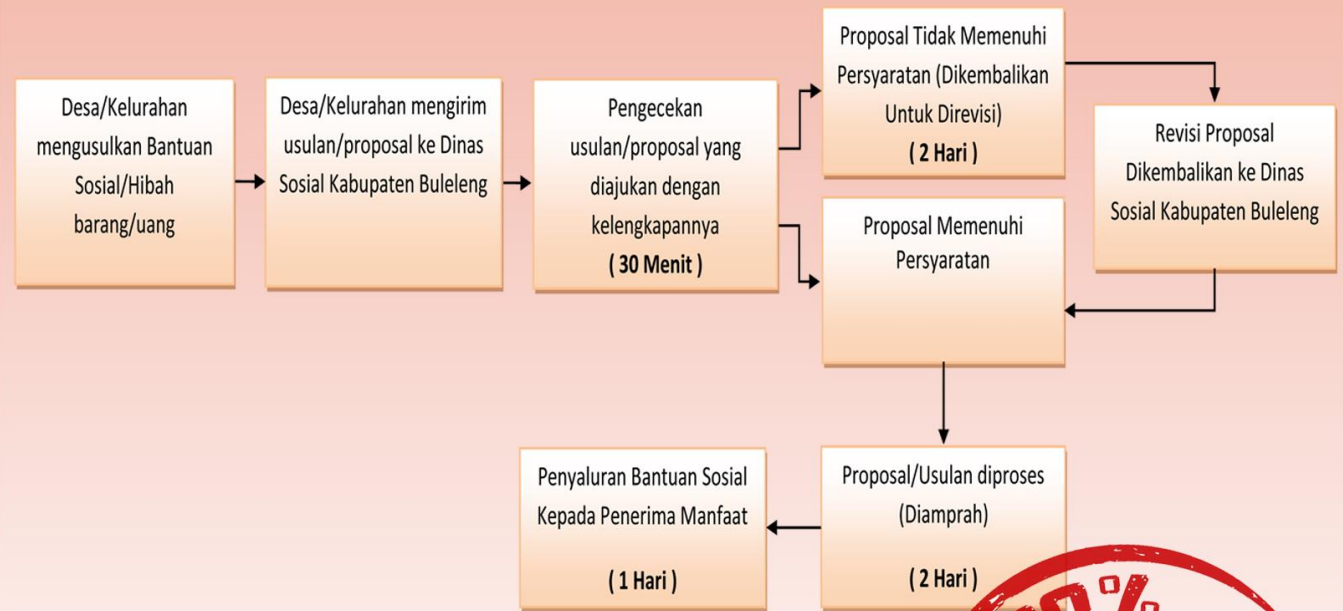 Desa/Kelurahan
mengusulkan Bantuan
Sosial/Hibah
barang/uang
Desa/Kelurahan mengirim
usulan/proposal ke Dinas
Sosial Kabupaten Buleleng
Pengecekan
usulan/proposal yang
diajukan dengan
kelengkapannya
( 30 Menit )
Proposal Tidak Memenuhi
Persyaratan (Dikembalikan
Untuk Direvisi)
( 2 Hari )
Revisi Proposal
Dikembalikan ke Dinas
Sosial Kabupaten Buleleng
Proposal Memenuhi
Persyaratan
Proposal/Usulan diproses
(Diamprah)
( 2 Hari )
Penyaluran Bantuan Sosial
Kepada Penerima Manfaat
( 1 Hari )